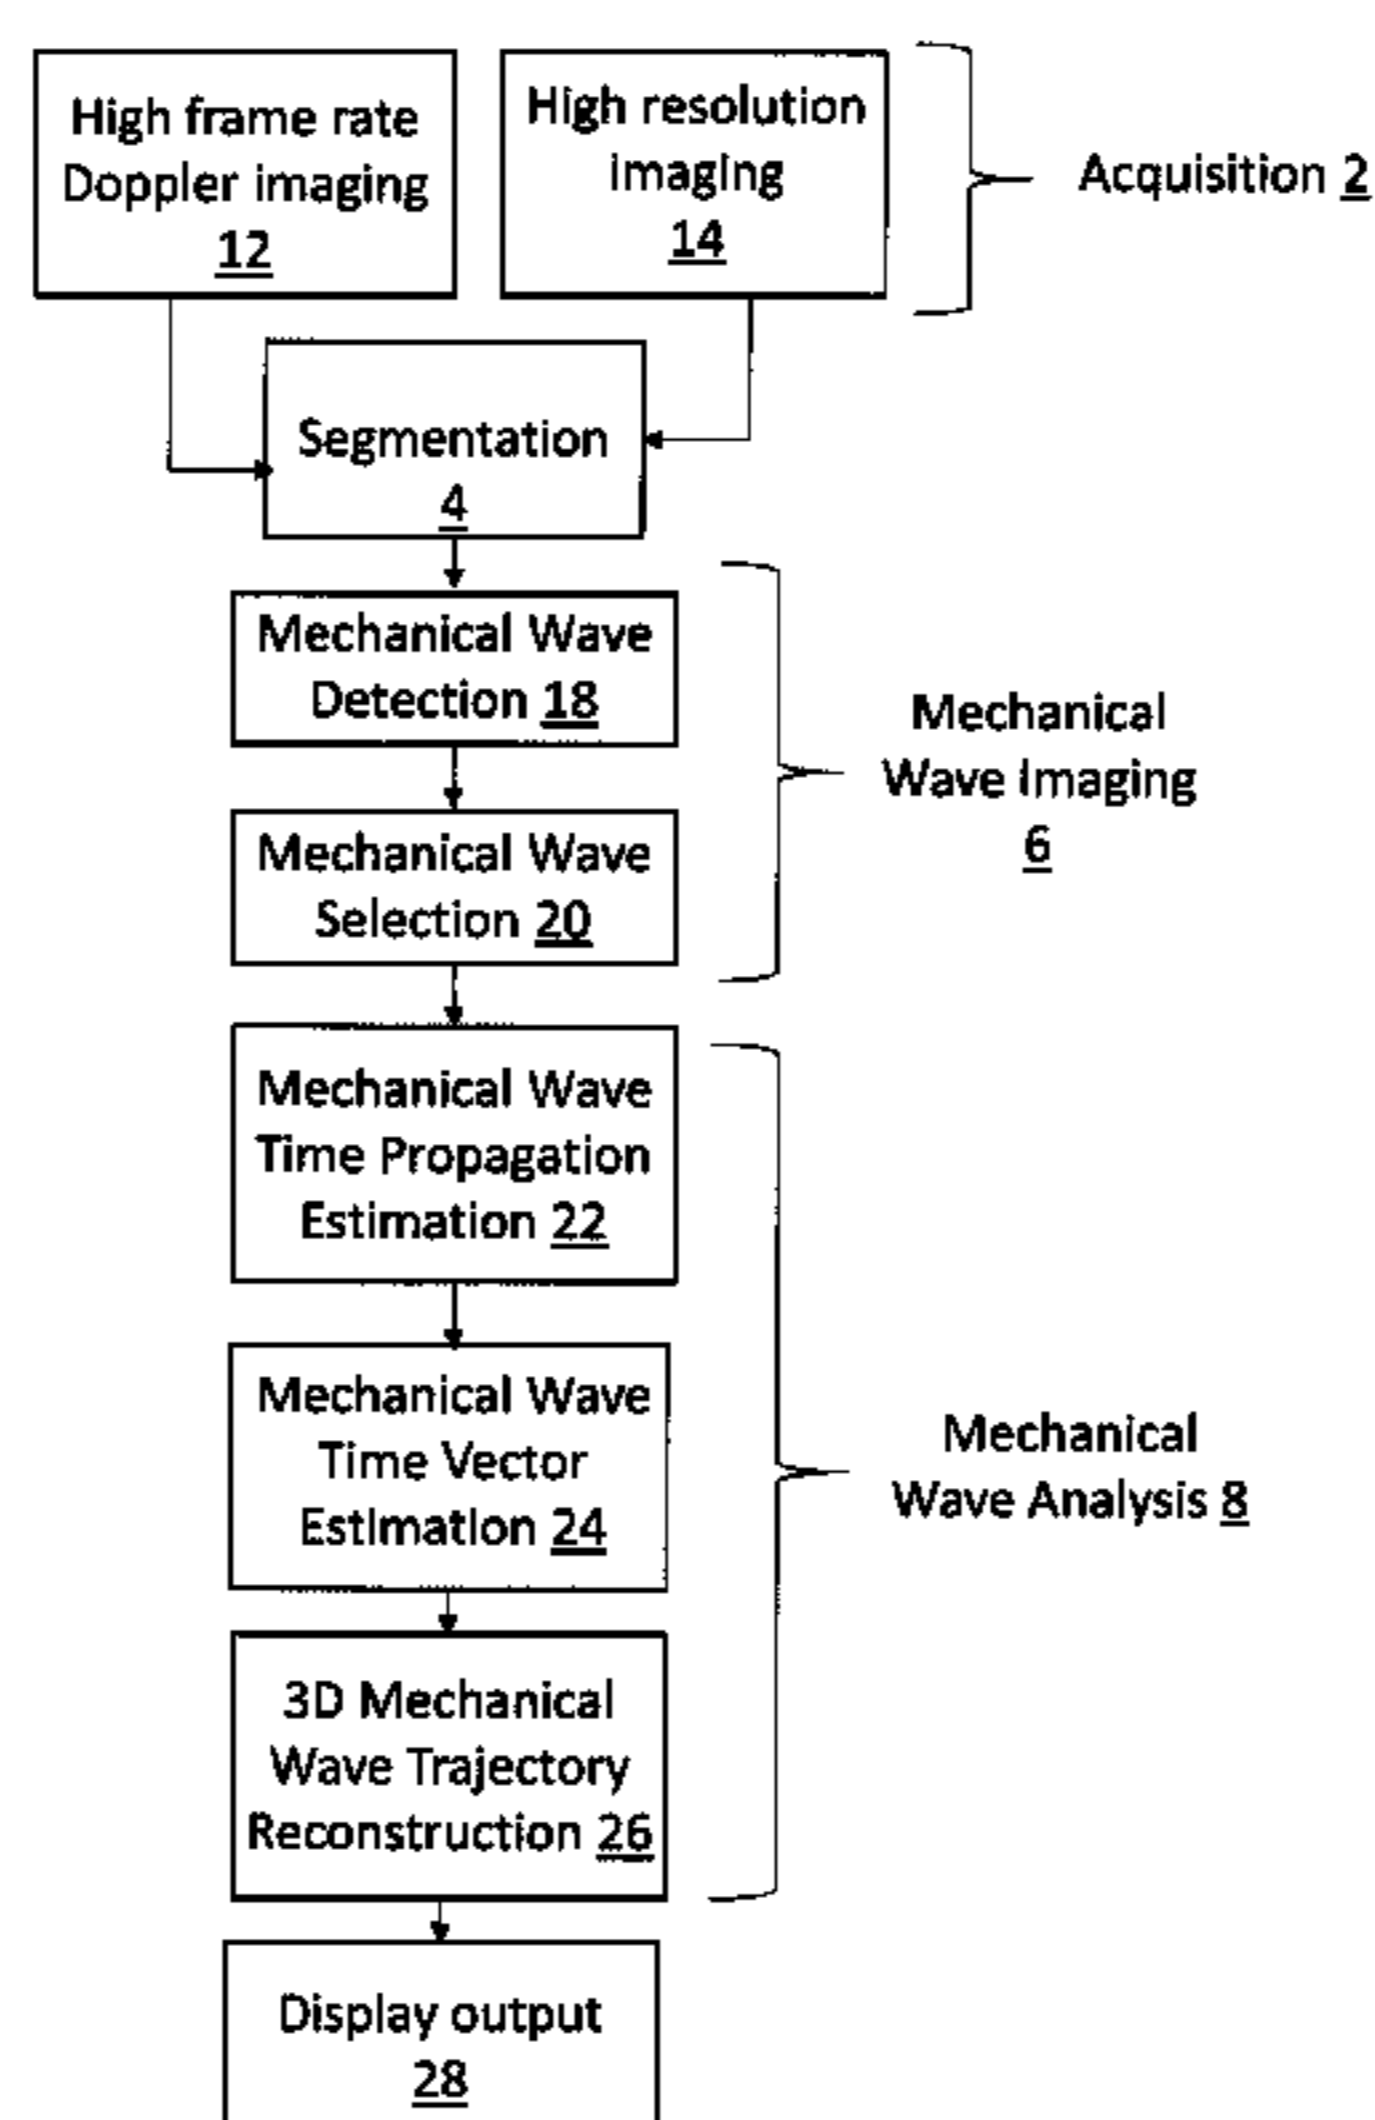 High frame rate
Doppler imaging
12
High resolution
imaging
14
Acquisition 2
Segmentation
4
Mechanical Wave
Detection 18
Mechanical Wave
Selection 20
Mechanical
Wave Imaging
6
Mechanical Wave
Time Propagation
Estimation 22
Mechanical Wave
Time Vector
Estimation 24
3D Mechanical
Wave Trajectory
Reconstruction 26
Mechanical
Wave Analysis 8
Display output
28